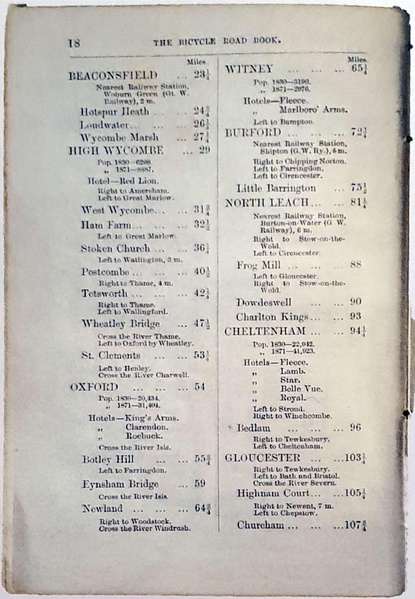 18 THE BICYCLE ROAD BOOK.
Miles.
BEACONSFIELD ... 23¼
Nearest Railway Station,
Woburn Green (Gt. W.
Railway), 2 m.
Hotspur Heath ... 24¾
Loudwater... ... 26¼
Wycombe Marsh ... 27¼
HIGH WYCOMBE ... 29
Pop. 1830-6299.
„ 1871-8887.
Hotel—Red Lion.
Right to Amersham.
Left to Great Marlow.
West Wycombe... ... 31¾
Ham Farm... ... 32½
Left to Great Marlow.
Stoken Church ... 36¼
Left to Watlington, 3 m.
Postcombe ... ... 40½
Right to Thame, 4 m.
Tetsworth ... ... 42¼
Right to Thame.
Left to Wallingford.
Wheatley Bridge ... 47½
Cross the River Thame.
Left to Oxford by Wheatley.
St. Clements ... 53¼
Left to Henley.
Cross the River Charwell.
OXFORD ... ... 54
Pop. 1830-20,434.
„ 1871-31,404.
Hotels—King's Arms.
„ Clarendon.
„ Roebuck.
Cross the River Isis.
Botley Hill ... 55¾
Left to Farringdon.
Eynsham Bridge ... 59
Cross the River Isis.
Newland ... ... 64¾
Right to Woodstock.
Cross the River Windrush.
Miles.
WITNEY ... ... 65¼
Pop. 1830-3190.
„ 1871-2976.
Hotels—Fleece.
Marlboro' Arms.
Left to Bampton.
BURFORD ... ... 72¾
Nearest Railway Station,
Shipton (G.W. Ry.), 4 m.
Right to Chipping Norton.
Left to Farringdon.
Left to Cirencester.
Little Barrington ... 75½
NORTH LEACH... ... 81¼
Nearest Railway Station,
Burton-on-Water (G W.
Railway), 6 m.
Right to Stow-on-the-
Wold.
Left to Cirencester.
Frog Mill ... ... 88
Left to Gloucester.
Right to Stow-on-the-
Wold.
Dowdeswell ... 90
Charlton Kings... ... 93
CHELTENHAM ... ... 94¼
Pop. 1830-22,942.
„ 1871-41,923.
Hotels—Fleece.
„ Lamb.
„ Star.
„ Belle Vue.
„ Royal.
Left to Stroud.
Right to Winchcombe.
Bedlam ... ... 96
Right to Tewkesbury.
Left to Cheltenham.
GLOUCESTER ...103¼
Right to Tewkesbury.
Left to Bath and Bristol.
Cross the River Severn.
Highnam Court... ...105¼
Right to Newent, 7 m.
Left to Chepstow.
Churcham ... ...107¾